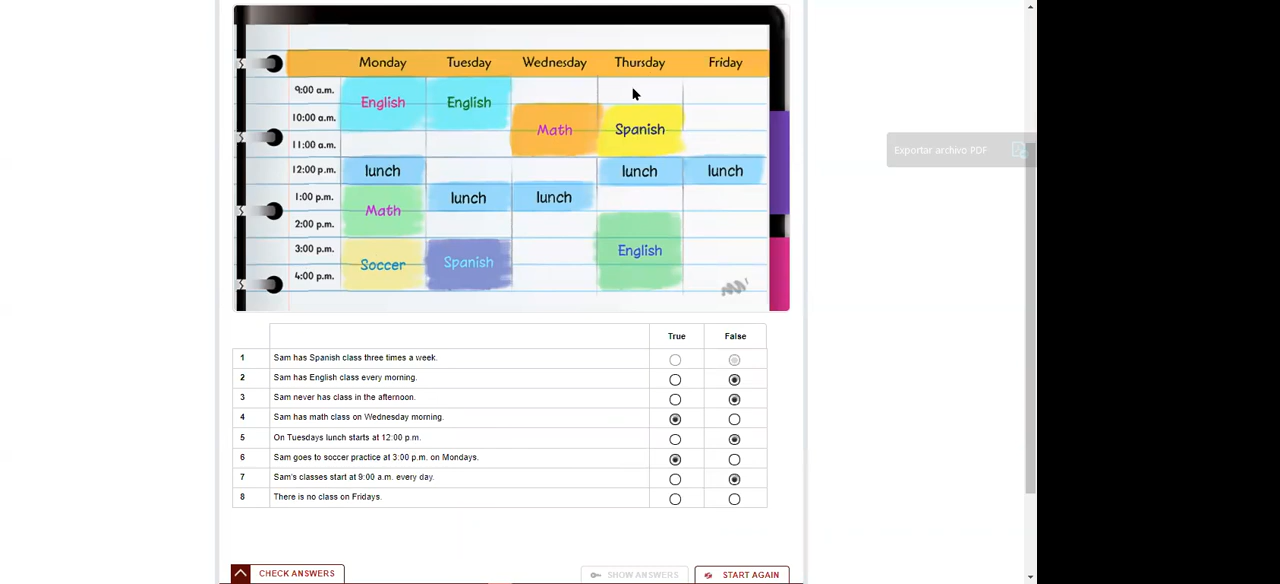 Monday Tuesday Wednesday Thursday Friday
9:00 a.m.
English English
10:00 a.m.
Math Spanish
11:00 a.m.
12:00 p.m. lunch lunch lunch
1:00 p.m. lunch lunch
Math
2:00 p.m.
3:00 p.m. English
Soccer Spanish
4:00 p.m.
Exportar archivo PDF
True False
1 Sam has Spanish class three times a week.
2 Sam has English class every morning.
3 Sam never has class in the afternoon.
4 Sam has math class on Wednesday morning.
5 On Tuesdays lunch starts at 12:00 p.m.
6 Sam goes to soccer practice at 3:00 p.m. on Mondays.
7 Sam's classes start at 9:00 a.m. every day.
8 There is no class on Fridays.
CHECK ANSWERS SHOW ANSWERS START AGAIN